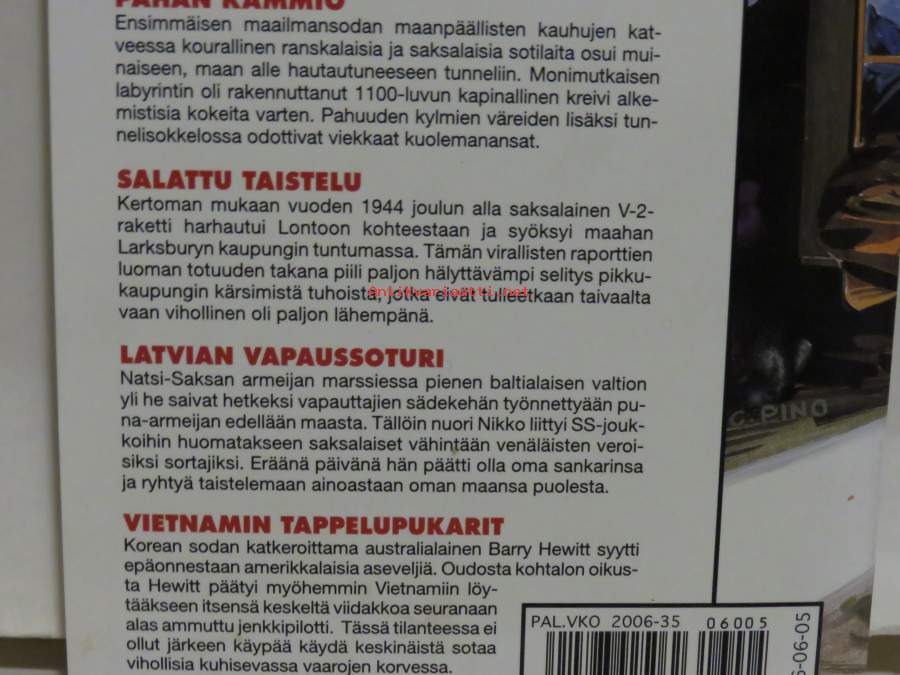 PAHAN KAMMIO
Ensimmäisen maailmansodan maanpäällisten kauhujen kat-
veessa kourallinen ranskalaisia ja saksalaisia sotilaita osui mui-
naiseen, maan alle hautautuneeseen tunneliin. Monimutkaisen
labyrintin oli rakennuttanut 1100-luvun kapinallinen kreivi alke-
mistisia kokeita varten. Pahuuden kylmien väreiden lisäksi tun-
nelisokkelossa odottivat viekkaat kuolemanansat.
SALATTU TAISTELU
Kertoman mukaan vuoden 1944 joulun alla saksalainen V-2-
raketti harhautui Lontoon kohteestaan ja syöksyi maahan
Larksburyn kaupungin tuntumassa. Tämän virallisten raporttien
luoman totuuden takana piili paljon hälyttävämpi selitys pikku-
kaupungin kärsimistä tuhoista, jotka eivät tulleetkaan taivaalta
vaan vihollinen oli paljon lähempänä.
Antikvariaatti.net
LATVIAN VAPAUSSOTURI
Natsi-Saksan armeijan marssiessa pienen baltialaisen valtion
yli he saivat hetkeksi vapauttajien sädekehän työnnettyään pu-
na-armeijan edellään maasta. Tällöin nuori Nikko liittyi SS-jouk-
koihin huomatakseen saksalaiset vähintään venäläisten veroi-
siksi sortajiksi. Eräänä päivänä hän päätti olla oma sankarinsa
ja ryhtyä taistelemaan ainoastaan oman maansa puolesta.
VIETNAMIN TAPPELUPUKARIT
Korean sodan katkeroittama australialainen Barry Hewitt syytti
epäonnestaan amerikkalaisia aseveljiä. Oudosta kohtalon oikus-
ta Hewitt päätyi myöhemmin Vietnamiin löy-
tääkseen itsensä keskeltä viidakkoa seuranaan
alas ammuttu jenkkipilotti. Tässä tilanteessa ei
ollut järkeen käypää käydä keskinäistä sotaa
vihollisia kuhisevassa vaarojen korvessa.
C. PINO
PAL.VKO 2006-35
06005
6-06-05